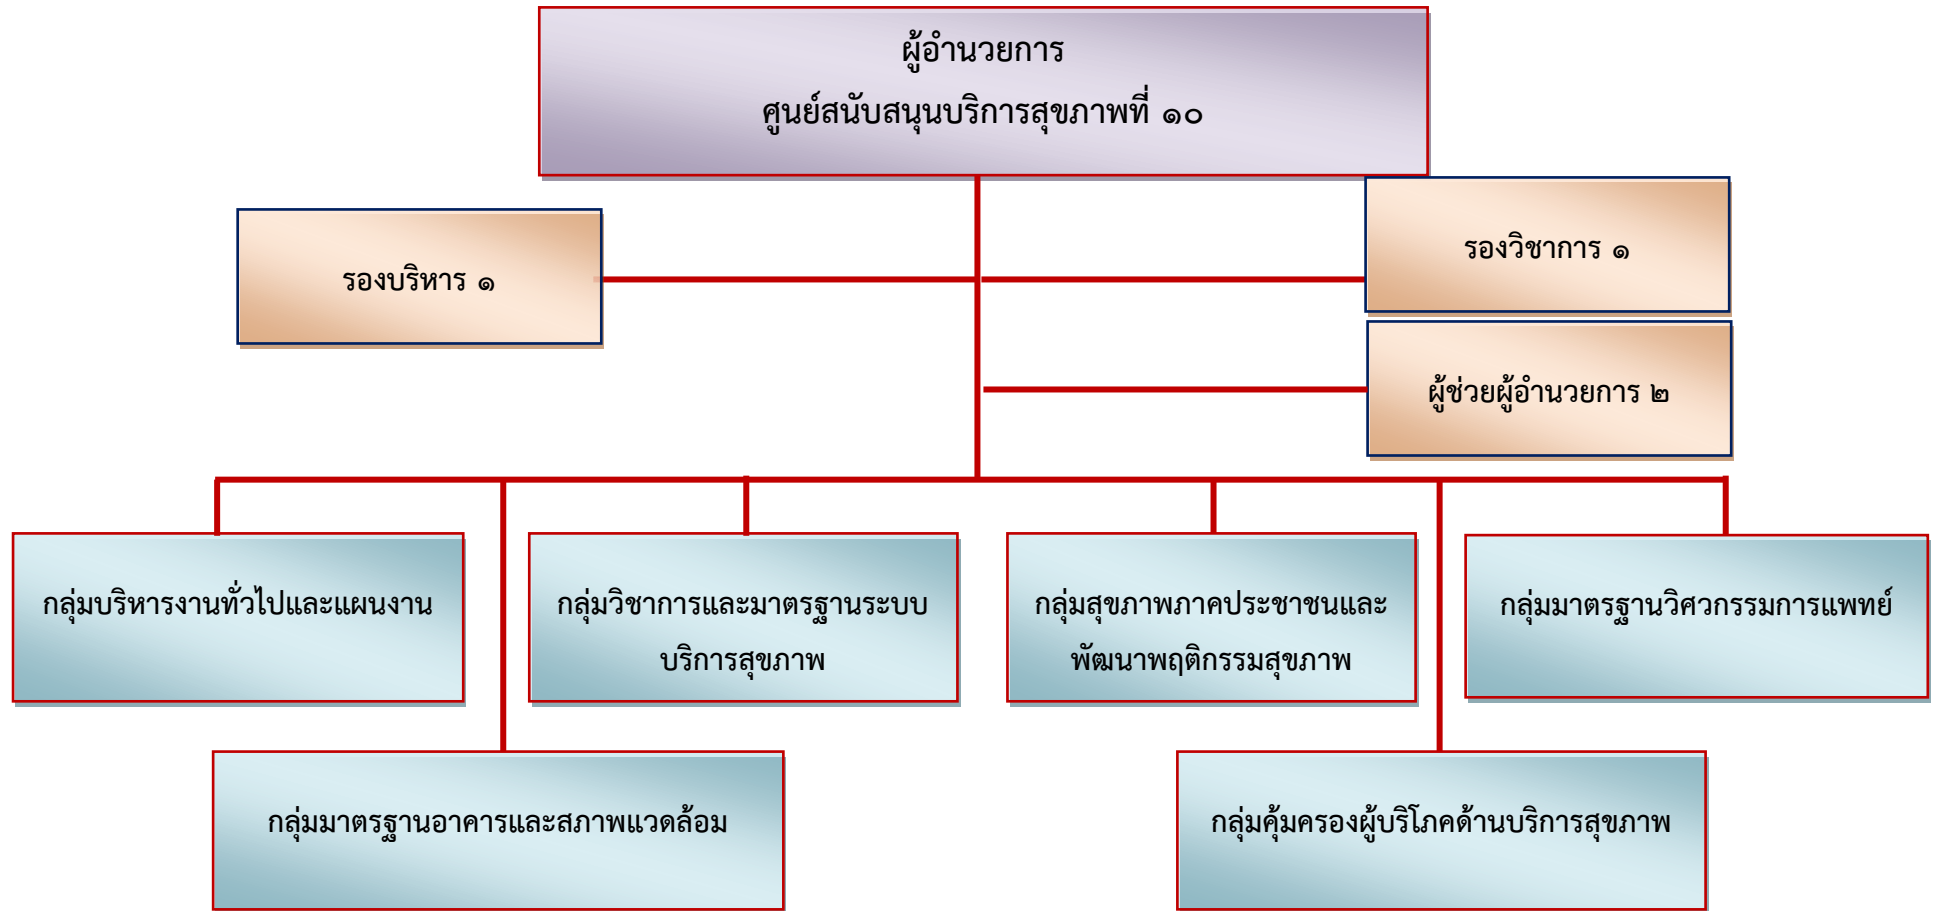 ผู้อำนวยการ
ศูนย์สนับสนุนบริการสุขภาพที่ ๑๐
รองบริหาร ๑
รองวิชาการ ๑
ผู้ช่วยผู้อำนวยการ ๒
กลุ่มบริหารงานทั่วไปและแผนงาน
กลุ่มวิชาการและมาตรฐานระบบ
บริการสุขภาพ
กลุ่มสุขภาพภาคประชาชนและ
พัฒนาพฤติกรรมสุขภาพ
กลุ่มมาตรฐานวิศวกรรมการแพทย์
กลุ่มมาตรฐานอาคารและสภาพแวดล้อม
กลุ่มคุ้มครองผู้บริโภคด้านบริการสุขภาพ